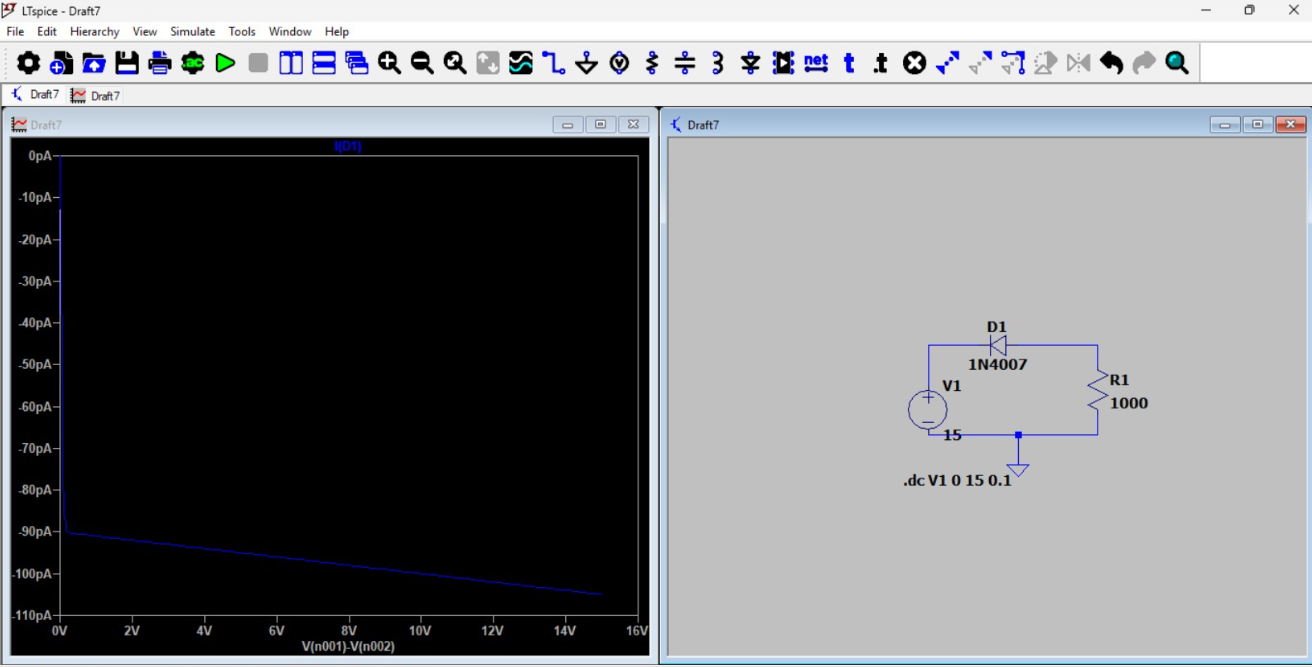 LTspice - Draft7
File Edit Hierarchy View Simulate Tools Window Help
net t .t
Draft7 Draft7
Draft7
I(D1)
0pA
-10pA
-20pA
-30pA
-40pA
-50pA
-60pA
-70pA
-80pA
-90pA
-100pA
-110pA
0V 2V 4V 6V 8V 10V 12V 14V 16V
V(n001)-V(n002)
Draft7
D1
1N4007
V1
R1
1000
15
.dc V1 0 15 0.1